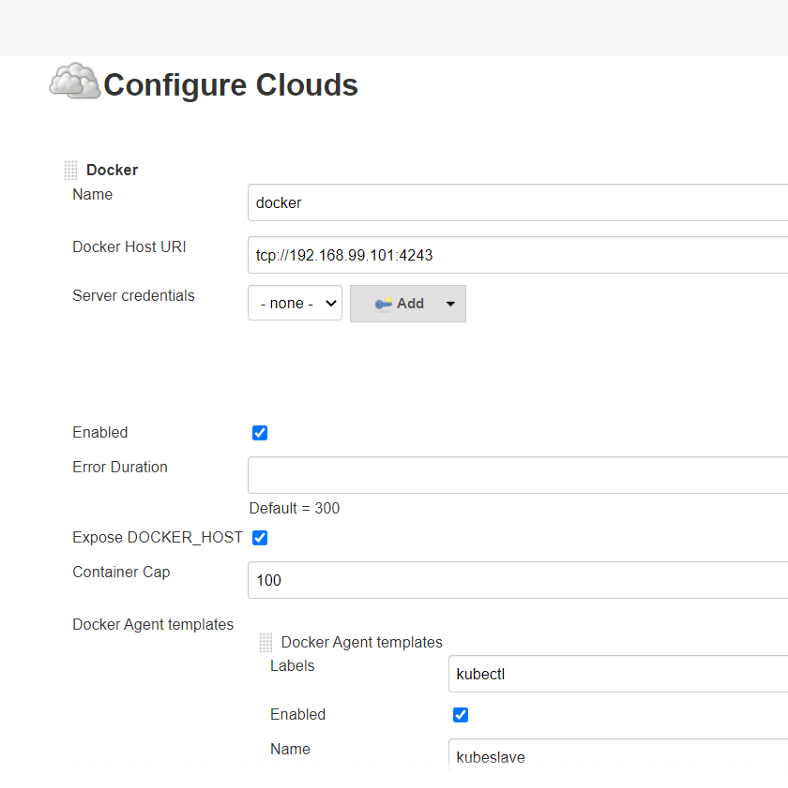 Configure Clouds
Docker
Name
docker
Docker Host URI
tcp://192.168.99.101:4243
Server credentials
- none -
Add
Enabled
Error Duration
Default = 300
Expose DOCKER_HOST
Container Cap
100
Docker Agent templates
Docker Agent templates
Labels
kubectl
Enabled
Name
kubeslave